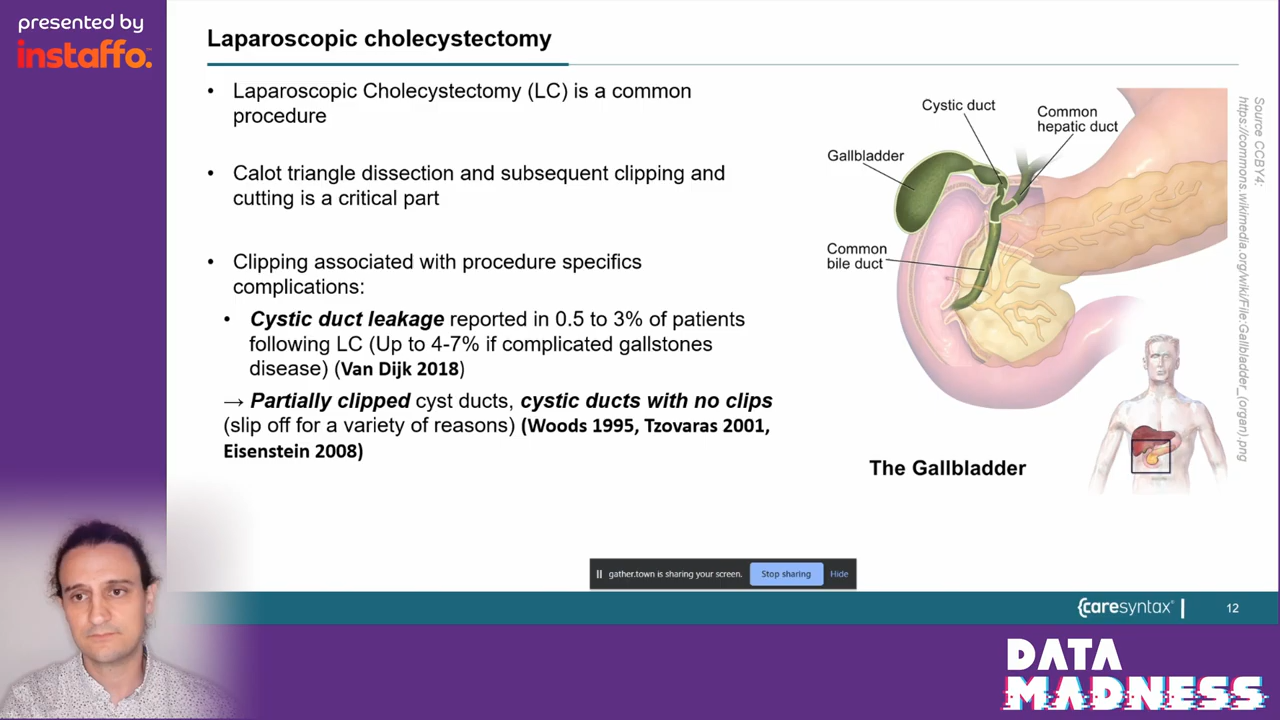 presented by
instaffo.
Laparoscopic cholecystectomy
• Laparoscopic Cholecystectomy (LC) is a common
procedure
• Calot triangle dissection and subsequent clipping and
cutting is a critical part
• Clipping associated with procedure specifics
complications:
• Cystic duct leakage reported in 0.5 to 3% of patients
following LC (Up to 4-7% if complicated gallstones
disease) (Van Dijk 2018)
→ Partially clipped cyst ducts, cystic ducts with no clips
(slip off for a variety of reasons) (Woods 1995, Tzovaras 2001,
Eisenstein 2008)
Cystic duct
Common
hepatic duct
Gallbladder
Common
bile duct
The Gallbladder
Source CCBY4:
https://commons.wikimedia.org/wiki/File:Gallbladder_(organ).png
gather.town is sharing your screen.
Stop sharing
Hide
{caresyntax® |
12
DATA
MADNESS